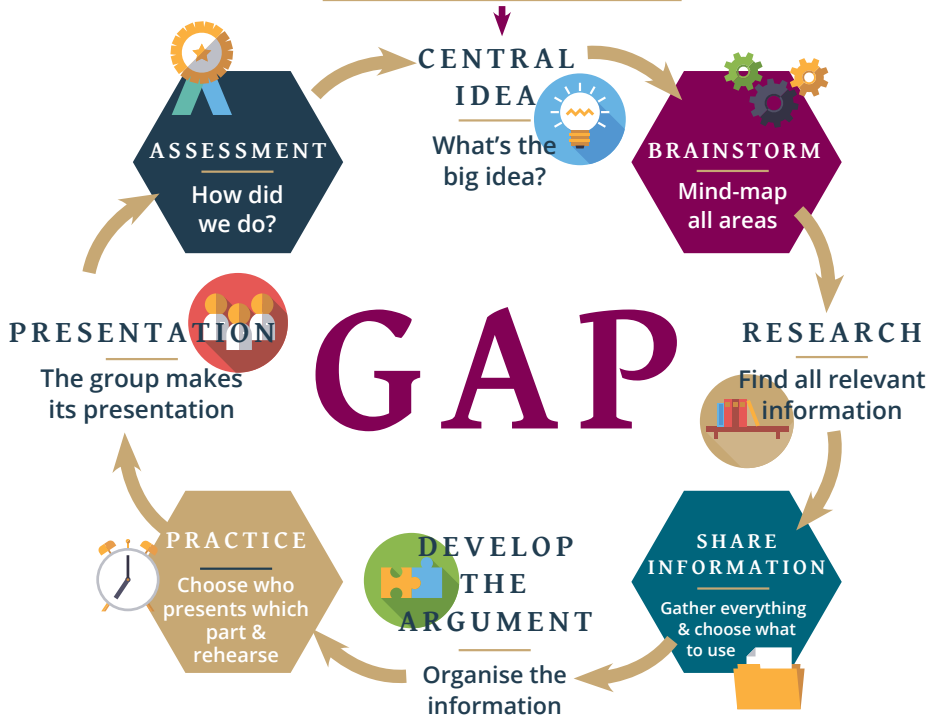 CENTRAL
IDEA
What's the
big idea?
BRAINSTORM
Mind-map
all areas
RESEARCH
Find all relevant
information
SHARE
INFORMATION
Gather everything
& choose what
to use
DEVELOP
THE
ARGUMENT
Organise the
information
PRACTICE
Choose who
presents which
part &
rehearse
PRESENTATION
The group makes
its presentation
ASSESSMENT
How did
we do?
GAP